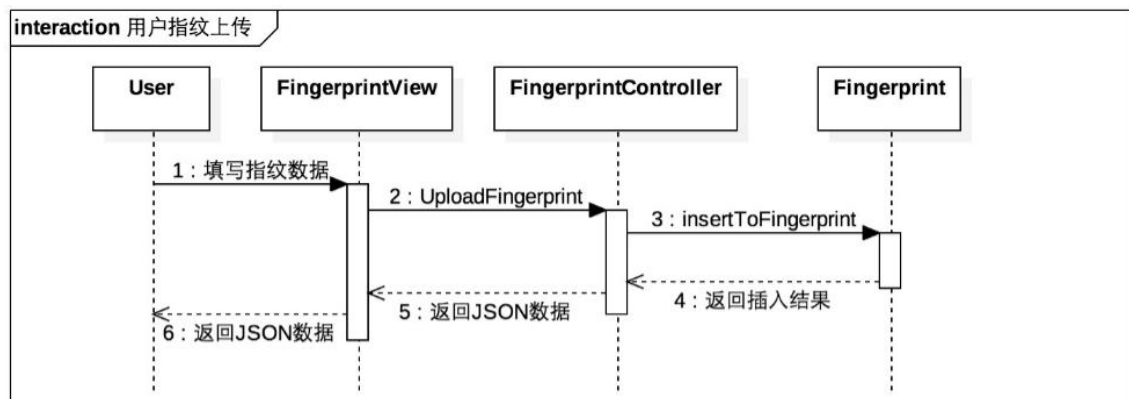 interaction 用户指纹上传
User
FingerprintView
FingerprintController
Fingerprint
1 : 填写指纹数据
2 : UploadFingerprint
3 : insertToFingerprint
4 : 返回插入结果
5 : 返回JSON数据
6 : 返回JSON数据